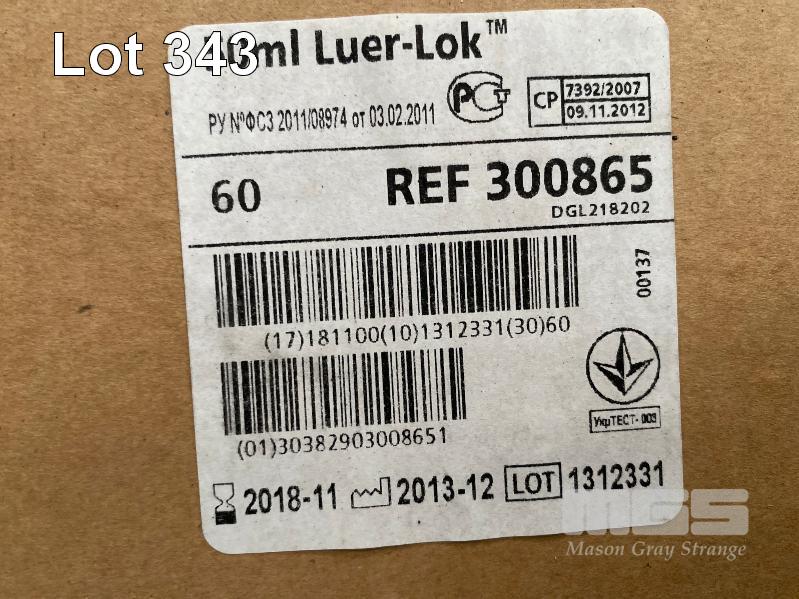 Lot 343
ml Luer-Lok™
РУ №ФСЗ 2011/08974 от 03.02.2011
РСТ
CP
7392/2007
09.11.2012
60
REF 300865
DGL218202
00137
(17)181100(10)1312331(30)60
(01)30382903008651
УкрТЕСТ-003
2018-11
2013-12
LOT
1312331
MGS
Mason Gray Strange